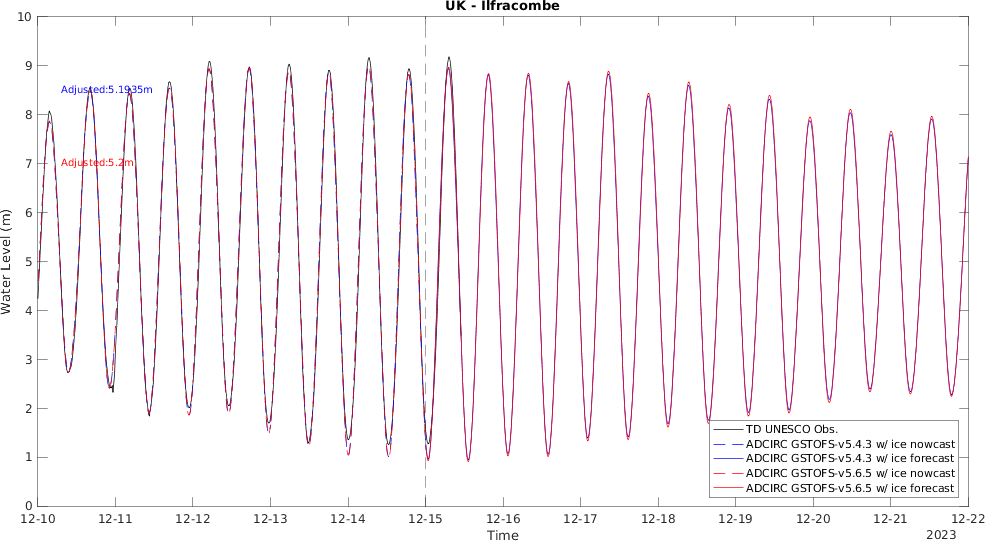 UK - Ilfracombe
10
9
8
7
6
5
4
3
2
1
0
Water Level (m)
Adjusted:5.1935m
Adjusted:5.2m
TD UNESCO Obs.
ADCIRC GSTOFS-v5.4.3 w/ ice nowcast
ADCIRC GSTOFS-v5.4.3 w/ ice forecast
ADCIRC GSTOFS-v5.6.5 w/ ice nowcast
ADCIRC GSTOFS-v5.6.5 w/ ice forecast
12-10 12-11 12-12 12-13 12-14 12-15 12-16 12-17 12-18 12-19 12-20 12-21 12-22
Time
2023